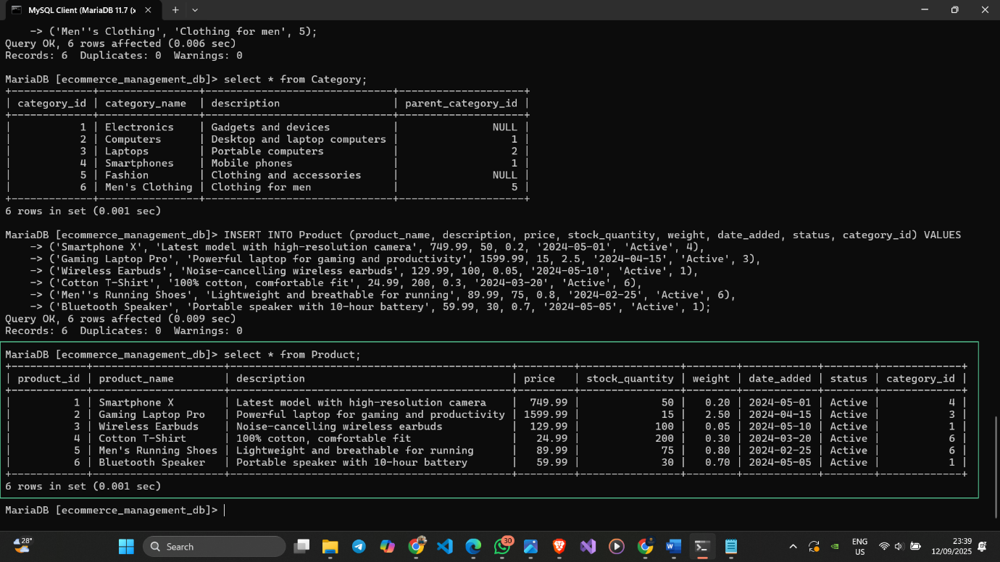 MySQL Client (MariaDB 11.7 (x
-> ('Men''s Clothing', 'Clothing for men', 5);
Query OK, 6 rows affected (0.006 sec)
Records: 6  Duplicates: 0  Warnings: 0
MariaDB [ecommerce_management_db]> select * from Category;
+-------------+----------------+------------------------------+--------------------+
| category_id | category_name  | description                  | parent_category_id |
+-------------+----------------+------------------------------+--------------------+
|           1 | Electronics    | Gadgets and devices          |               NULL |
|           2 | Computers      | Desktop and laptop computers |                  1 |
|           3 | Laptops        | Portable computers           |                  2 |
|           4 | Smartphones    | Mobile phones                |                  1 |
|           5 | Fashion        | Clothing and accessories     |               NULL |
|           6 | Men's Clothing | Clothing for men             |                  5 |
+-------------+----------------+------------------------------+--------------------+
6 rows in set (0.001 sec)
MariaDB [ecommerce_management_db]> INSERT INTO Product (product_name, description, price, stock_quantity, weight, date_added, status, category_id) VALUES
-> ('Smartphone X', 'Latest model with high-resolution camera', 749.99, 50, 0.2, '2024-05-01', 'Active', 4),
-> ('Gaming Laptop Pro', 'Powerful laptop for gaming and productivity', 1599.99, 15, 2.5, '2024-04-15', 'Active', 3),
-> ('Wireless Earbuds', 'Noise-cancelling wireless earbuds', 129.99, 100, 0.05, '2024-05-10', 'Active', 1),
-> ('Cotton T-Shirt', '100% cotton, comfortable fit', 24.99, 200, 0.3, '2024-03-20', 'Active', 6),
-> ('Men''s Running Shoes', 'Lightweight and breathable for running', 89.99, 75, 0.8, '2024-02-25', 'Active', 6),
-> ('Bluetooth Speaker', 'Portable speaker with 10-hour battery', 59.99, 30, 0.7, '2024-05-05', 'Active', 1);
Query OK, 6 rows affected (0.009 sec)
Records: 6  Duplicates: 0  Warnings: 0
MariaDB [ecommerce_management_db]> select * from Product;
+------------+---------------------+---------------------------------------------+---------+----------------+--------+------------+--------+-------------+
| product_id | product_name        | description                                 | price   | stock_quantity | weight | date_added | status | category_id |
+------------+---------------------+---------------------------------------------+---------+----------------+--------+------------+--------+-------------+
|          1 | Smartphone X        | Latest model with high-resolution camera    |  749.99 |             50 |   0.20 | 2024-05-01 | Active |           4 |
|          2 | Gaming Laptop Pro   | Powerful laptop for gaming and productivity | 1599.99 |             15 |   2.50 | 2024-04-15 | Active |           3 |
|          3 | Wireless Earbuds    | Noise-cancelling wireless earbuds           |  129.99 |            100 |   0.05 | 2024-05-10 | Active |           1 |
|          4 | Cotton T-Shirt      | 100% cotton, comfortable fit                |   24.99 |            200 |   0.30 | 2024-03-20 | Active |           6 |
|          5 | Men's Running Shoes | Lightweight and breathable for running      |   89.99 |             75 |   0.80 | 2024-02-25 | Active |           6 |
|          6 | Bluetooth Speaker   | Portable speaker with 10-hour battery       |   59.99 |             30 |   0.70 | 2024-05-05 | Active |           1 |
+------------+---------------------+---------------------------------------------+---------+----------------+--------+------------+--------+-------------+
6 rows in set (0.001 sec)
MariaDB [ecommerce_management_db]>
28°
Search
30
ENG
US
23:39
12/09/2025